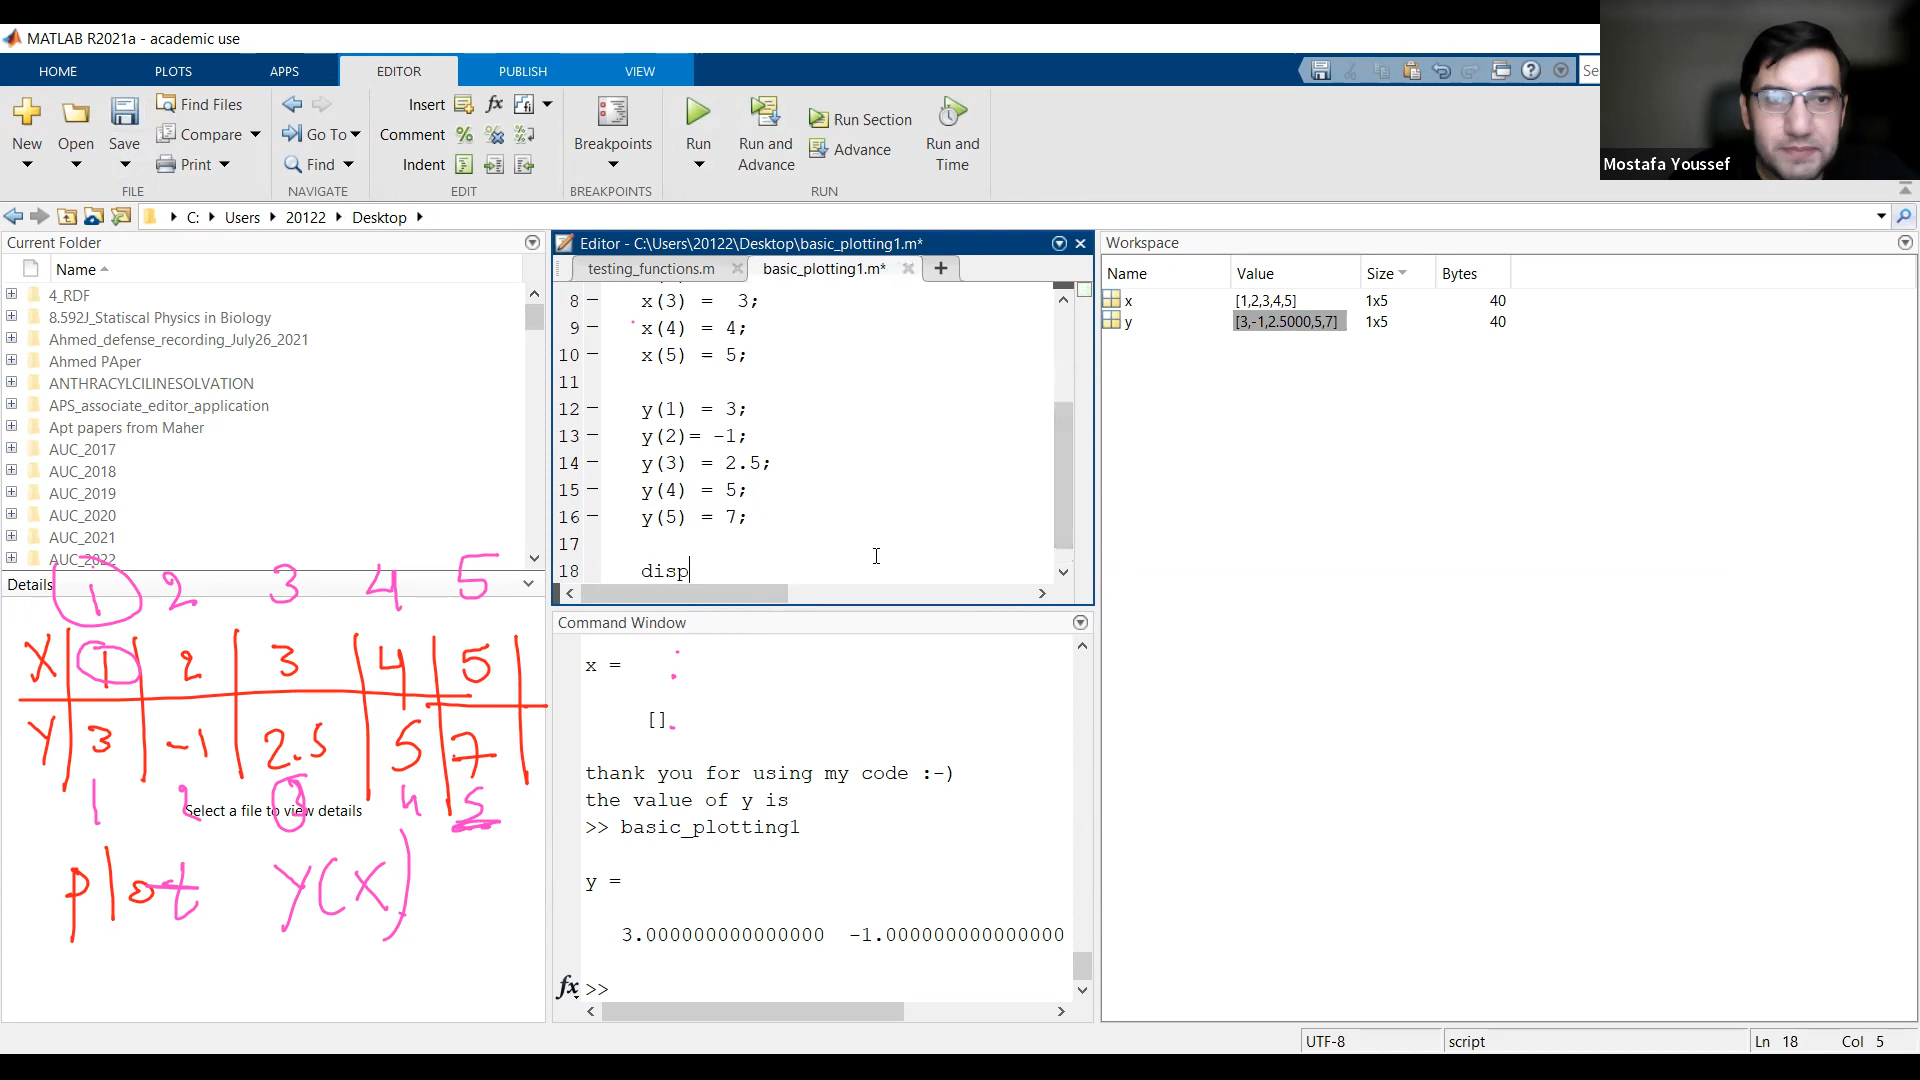 MATLAB R2021a - academic use
HOME PLOTS APPS EDITOR PUBLISH VIEW
Se
New Open Save Find Files Compare Print
FILE
Go To Find
NAVIGATE
Insert fx
Comment
Indent
EDIT
Breakpoints
BREAKPOINTS
Run Run and Advance Run Section Advance Run and Time
RUN
Mostafa Youssef
C: Users 20122 Desktop
Current Folder
Name
4_RDF
8.592J_Statiscal Physics in Biology
Ahmed_defense_recording_July26_2021
Ahmed PAper
ANTHRACYLCILINESOLVATION
APS_associate_editor_application
Apt papers from Maher
AUC_2017
AUC_2018
AUC_2019
AUC_2020
AUC_2021
AUC_2022
Details
1 2 3 4 5
X 1 2 3 4 5
Y 3 -1 2.5 5 7
1 2 3 4 5
Select a file to view details
plot Y(X)
Editor - C:\Users\20122\Desktop\basic_plotting1.m*
testing_functions.m basic_plotting1.m*
8 x(3) = 3;
9 x(4) = 4;
10 x(5) = 5;
11
12 y(1) = 3;
13 y(2)= -1;
14 y(3) = 2.5;
15 y(4) = 5;
16 y(5) = 7;
17
18 disp
Command Window
x =
[]
thank you for using my code :-)
the value of y is
>> basic_plotting1
y =
3.000000000000000 -1.000000000000000
fx >>
Workspace
Name Value Size Bytes
x [1,2,3,4,5] 1x5 40
y [3,-1,2.5000,5,7] 1x5 40
UTF-8 script Ln 18 Col 5